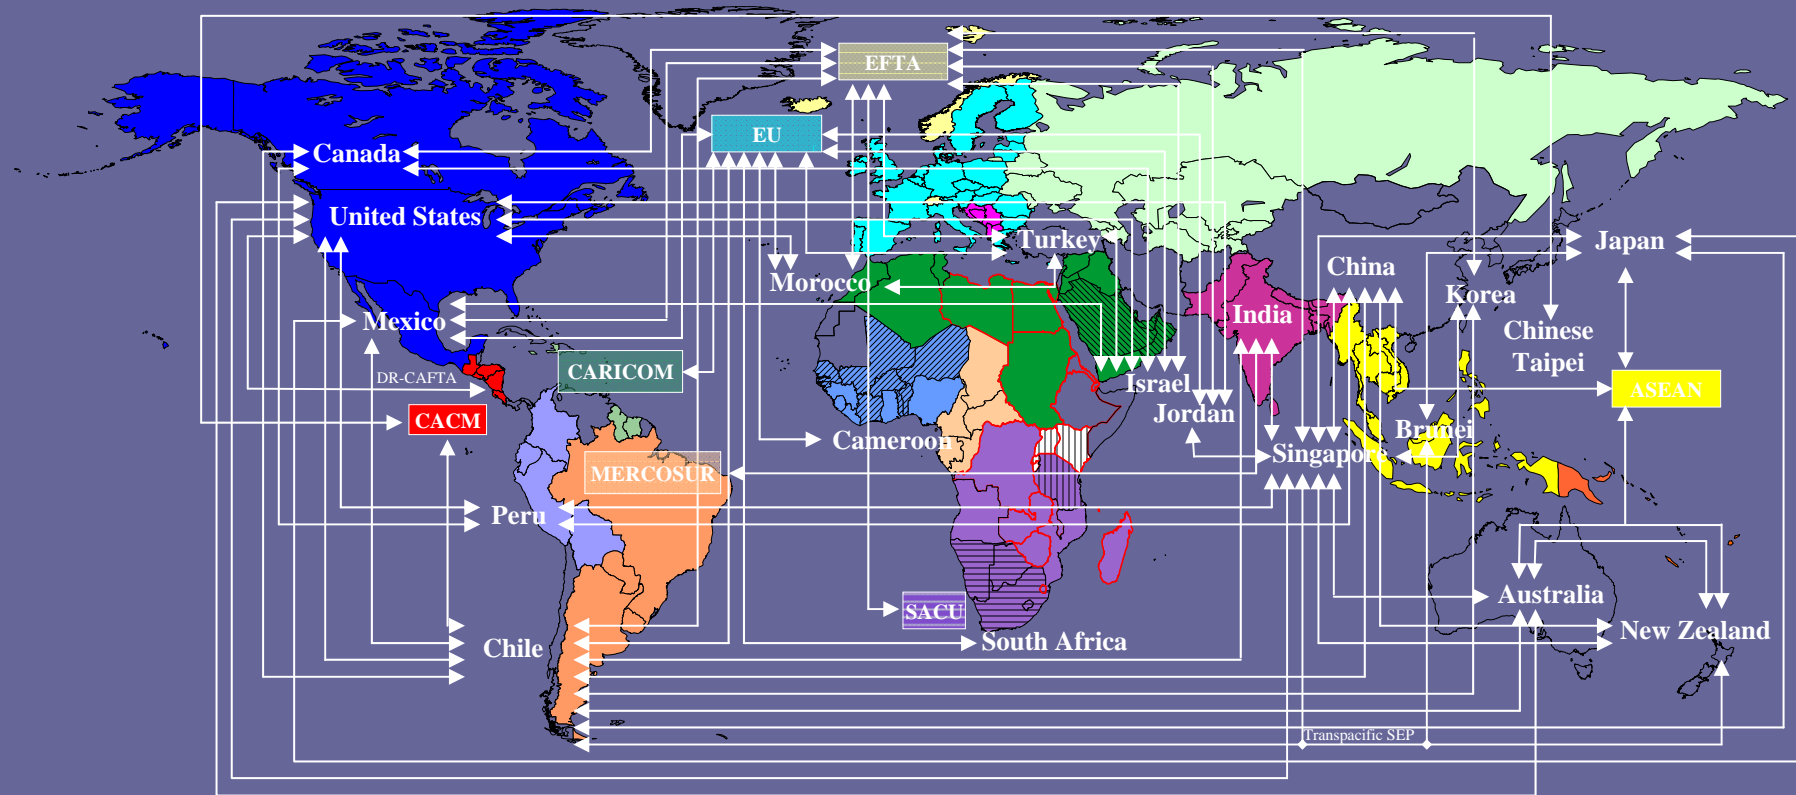 EFTA
EU
Canada
United States
Turkey
Japan
China
Morocco
Korea
Mexico
India
Chinese
Taipei
CARICOM
DR-CAFTA
Israel
ASEAN
Jordan
CACM
Brunei
Cameroon
Singapore
MERCOSUR
Peru
Australia
SACU
New Zealand
South Africa
Chile
Transpacific SEP